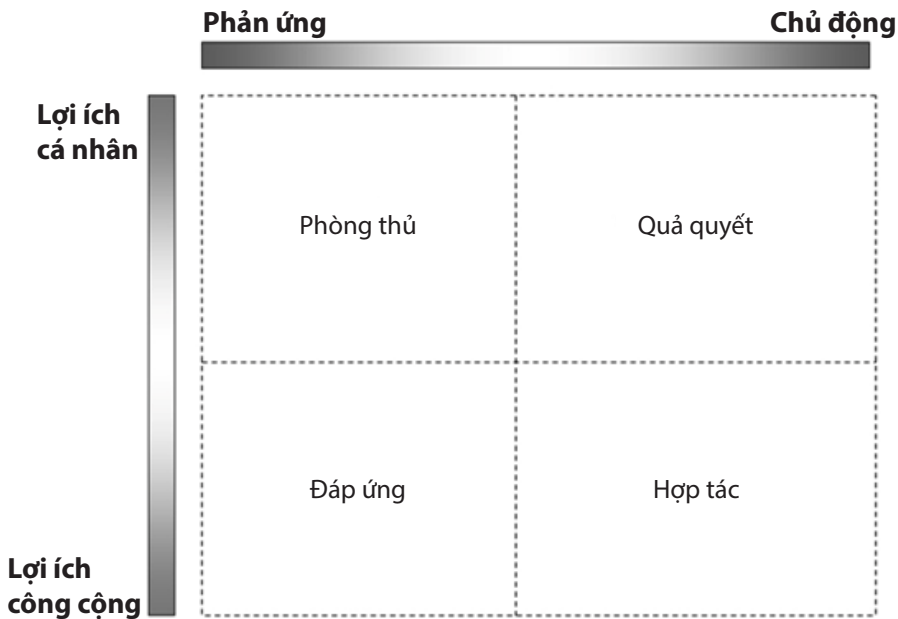 Phản ứng
Chủ động
Lợi ích
cá nhân
Phòng thủ
Quả quyết
Đáp ứng
Hợp tác
Lợi ích
công cộng